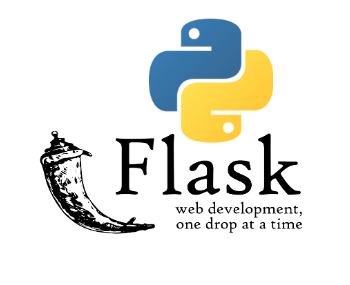 Flask
web development,
one drop at a time